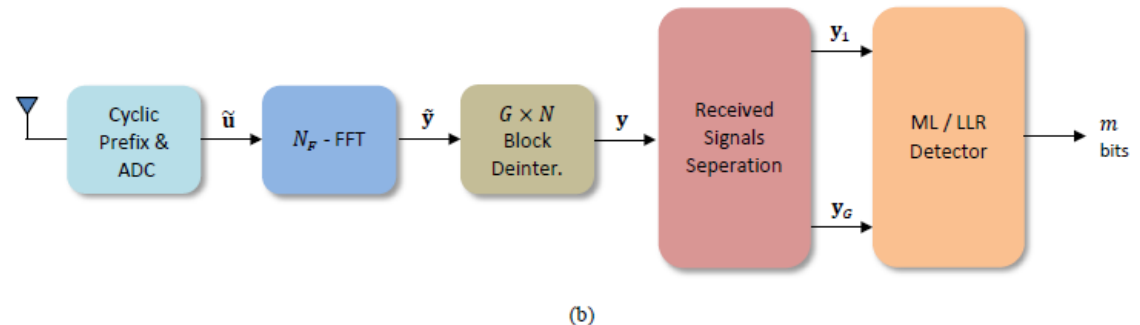 Cyclic
Prefix &
ADC
ũ
N_F - FFT
ỹ
G × N
Block
Deinter.
y
Received
Signals
Seperation
y₁
y_G
ML / LLR
Detector
m
bits
(b)